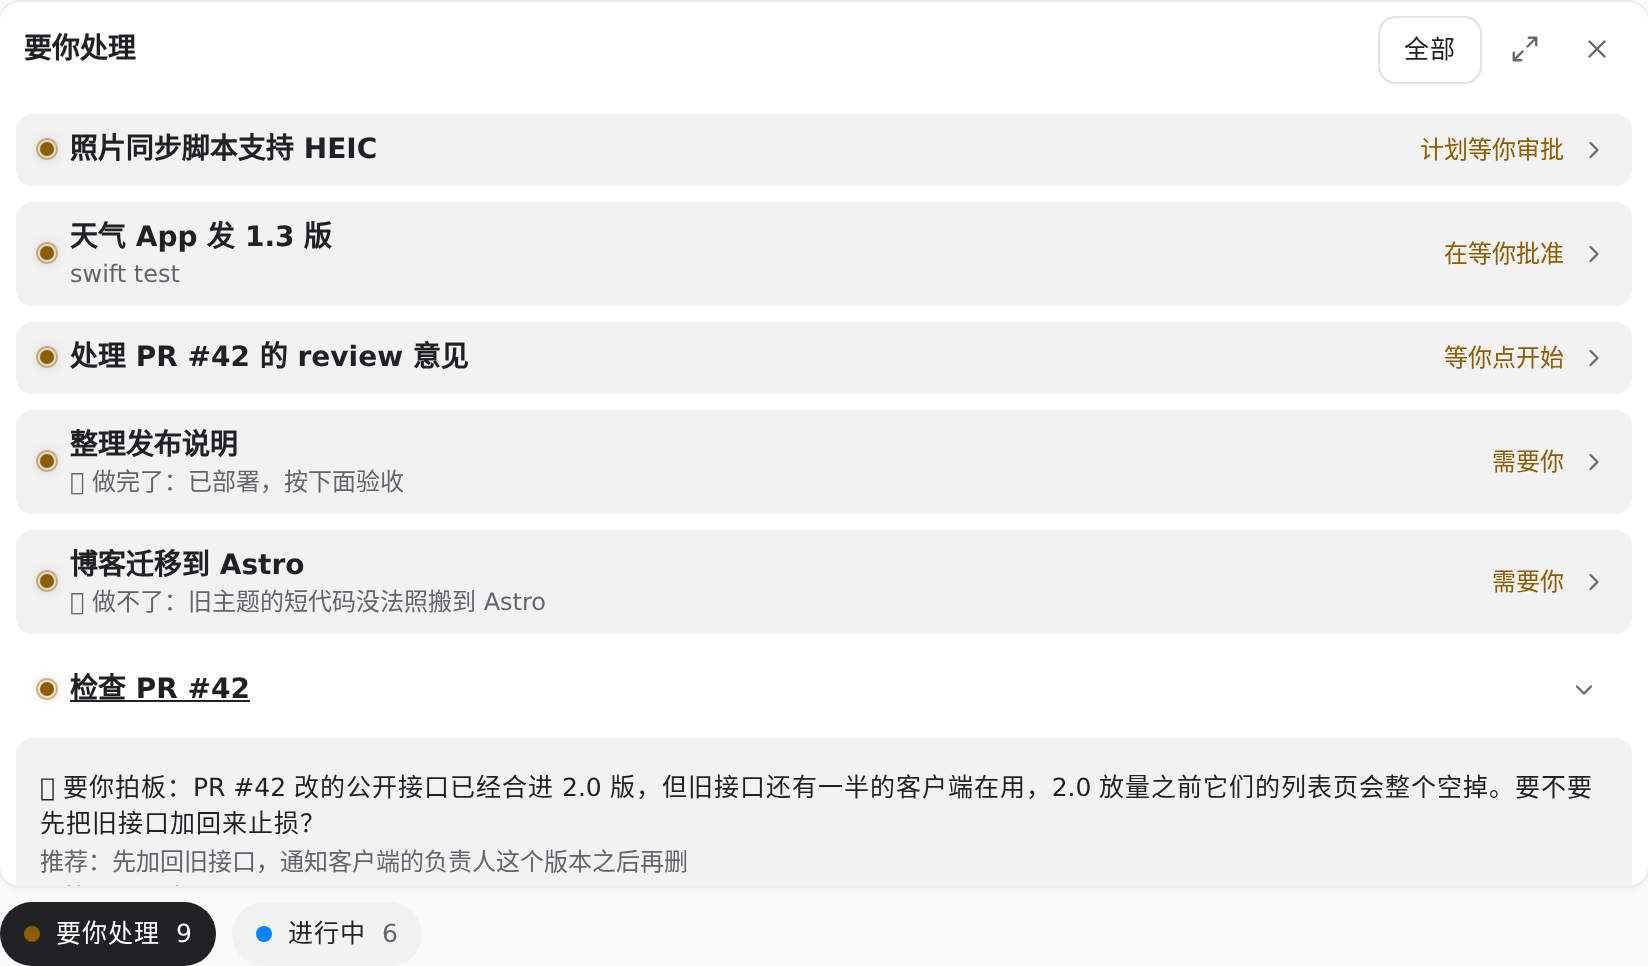 要你处理
全部
照片同步脚本支持 HEIC
计划等你审批
天气 App 发 1.3 版
swift test
在等你批准
处理 PR #42 的 review 意见
等你点开始
整理发布说明
做完了：已部署，按下面验收
需要你
博客迁移到 Astro
做不了：旧主题的短代码没法照搬到 Astro
需要你
检查 PR #42
要你拍板：PR #42 改的公开接口已经合进 2.0 版，但旧接口还有一半的客户端在用，2.0 放量之前它们的列表页会整个空掉。要不要
先把旧接口加回来止损？
推荐：先加回旧接口，通知客户端的负责人这个版本之后再删
要你处理 9
进行中 6